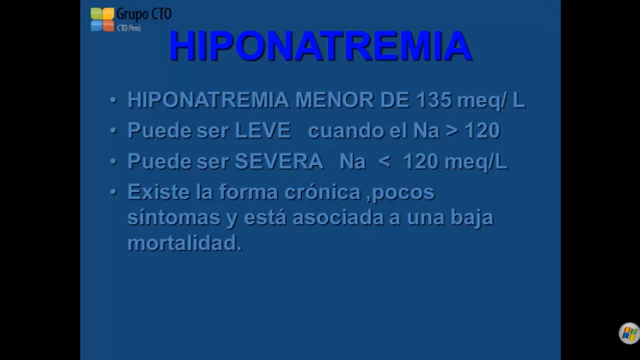 Grupo CTO
CTO Perú
HIPONATREMIA
• HIPONATREMIA MENOR DE 135 meq/ L
• Puede ser LEVE cuando el Na > 120
• Puede ser SEVERA Na < 120 meq/L
• Existe la forma crónica ,pocos
síntomas y está asociada a una baja
mortalidad.